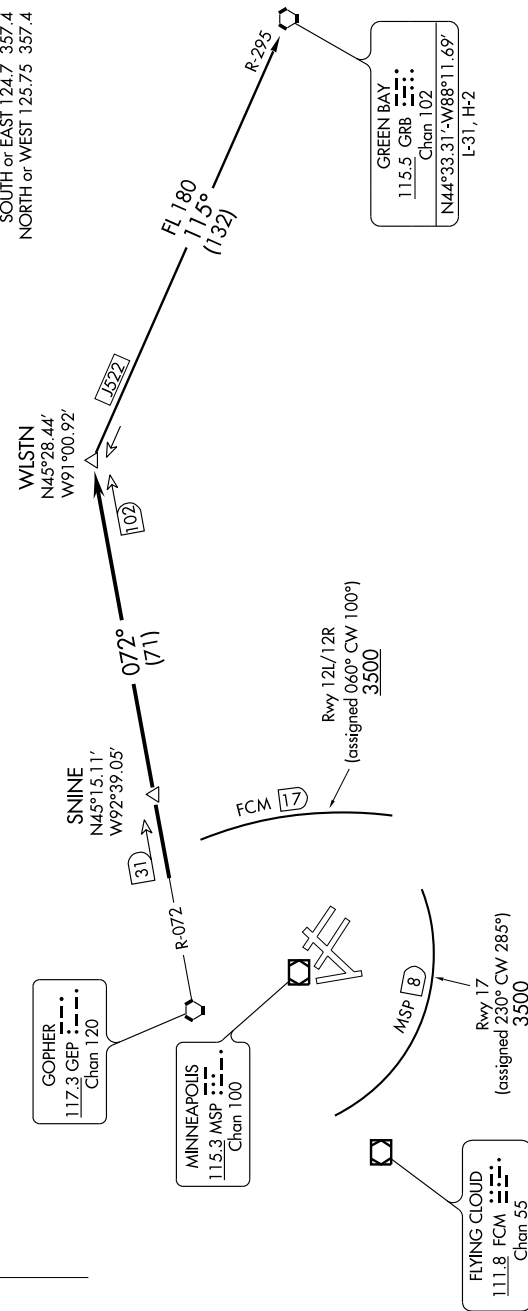 SOUTH or EAST 124.7 357.4
NORTH or WEST 125.75 357.4
WLSTN
N45°28.44′
W91°00.92′
J522
FL 180
115°
(132)
R-295
GREEN BAY
115.5 GRB
Chan 102
N44°33.31′-W88°11.69′
L-31, H-2
102
072°
(71)
SNINE
N45°15.11′
W92°39.05′
31
R-072
GOPHER
117.3 GEP
Chan 120
MINNEAPOLIS
115.3 MSP
Chan 100
FCM 17
Rwy 12L/12R
(assigned 060° CW 100°)
3500
MSP 8
Rwy 17
(assigned 230° CW 285°)
3500
FLYING CLOUD
111.8 FCM
Chan 55